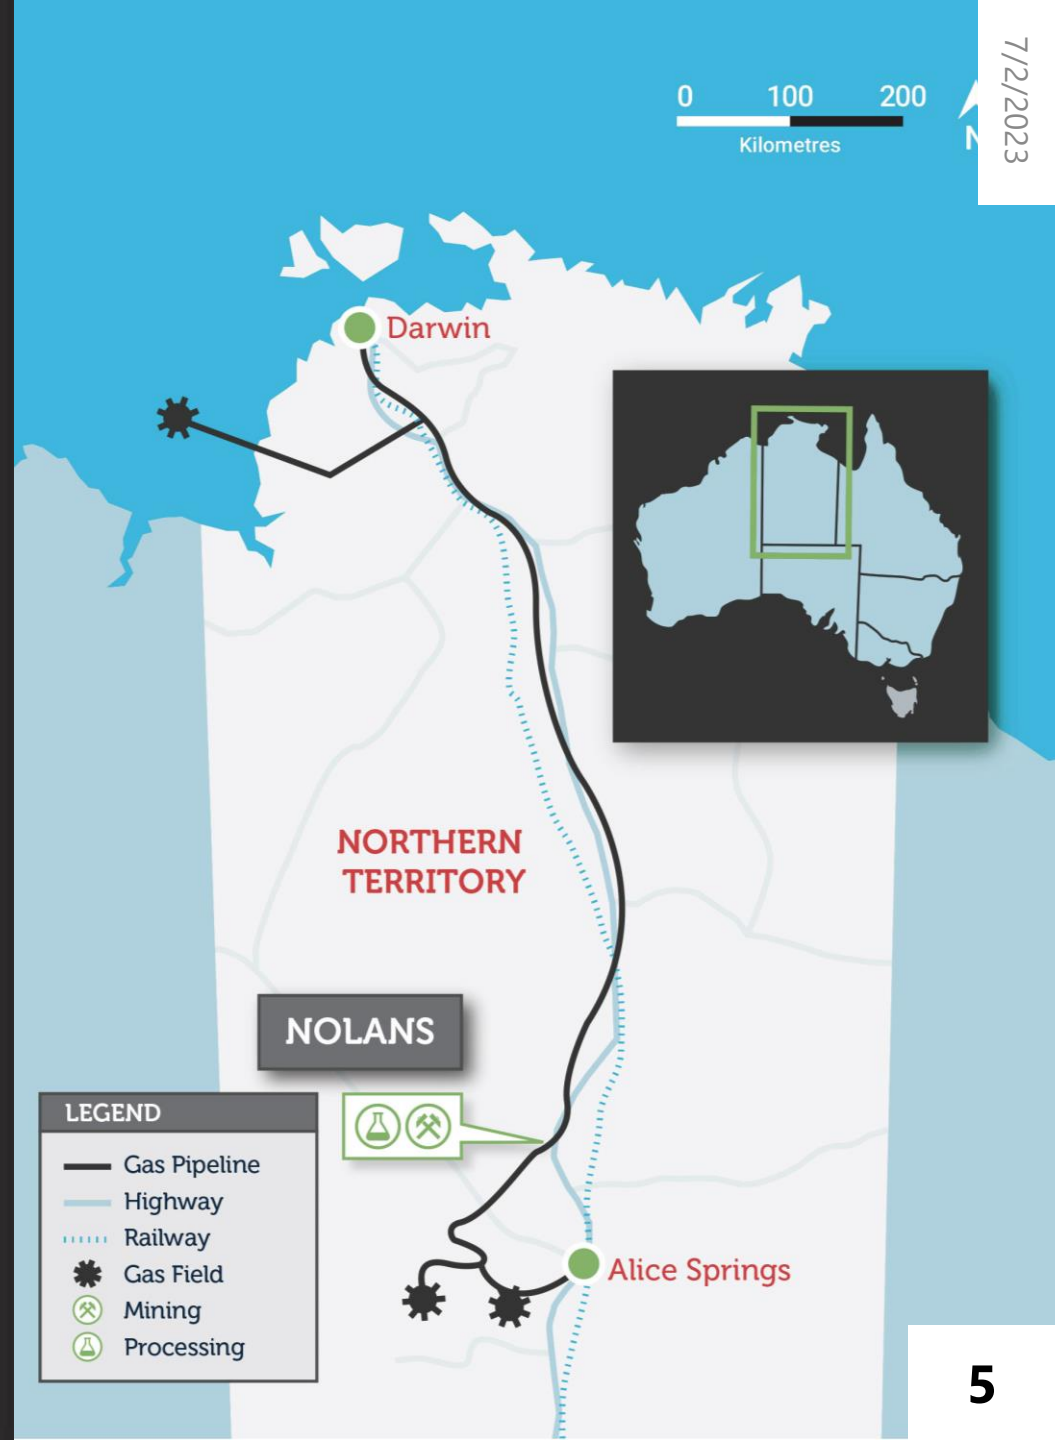 7/2/2023
0 100 200
Kilometres
N
Darwin
NORTHERN
TERRITORY
NOLANS
LEGEND
Gas Pipeline
Highway
Railway
Gas Field
Mining
Processing
Alice Springs
5